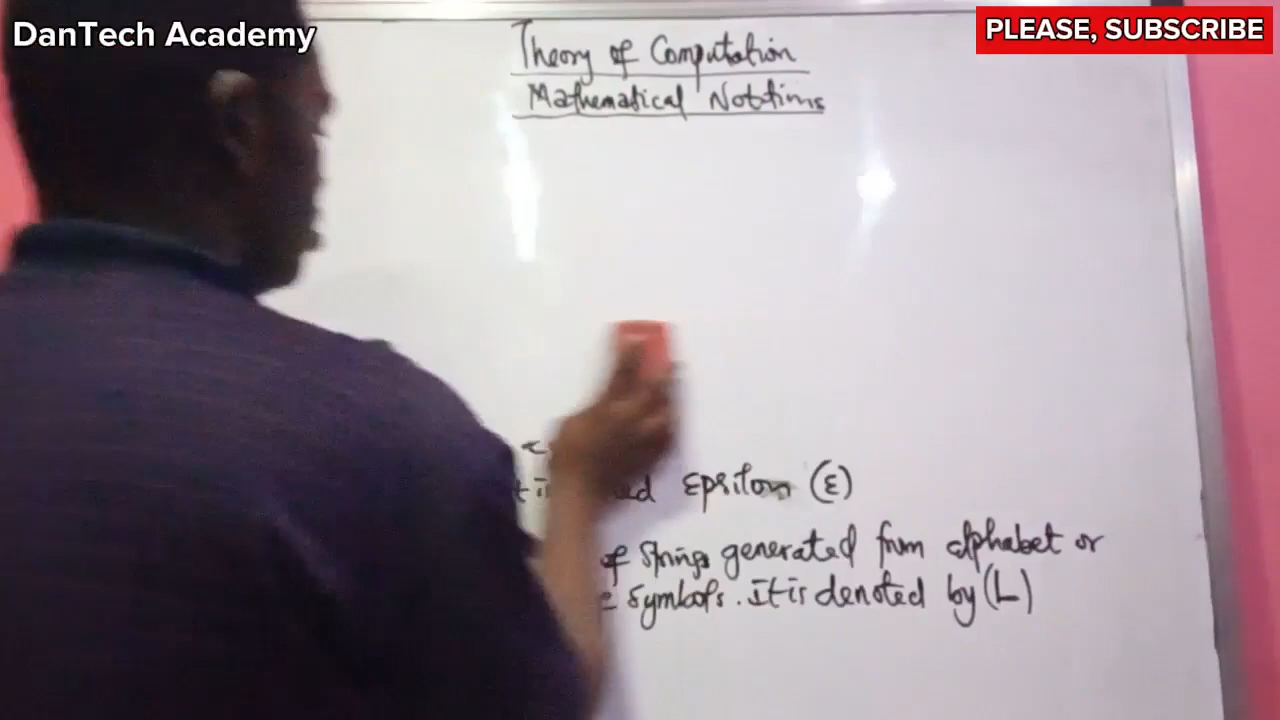 DanTech Academy
PLEASE, SUBSCRIBE
Theory of Computation
Mathematical Notations
Epsilon (ε)
of Strings generated from alphabet or
Symbols. It is denoted by (L)